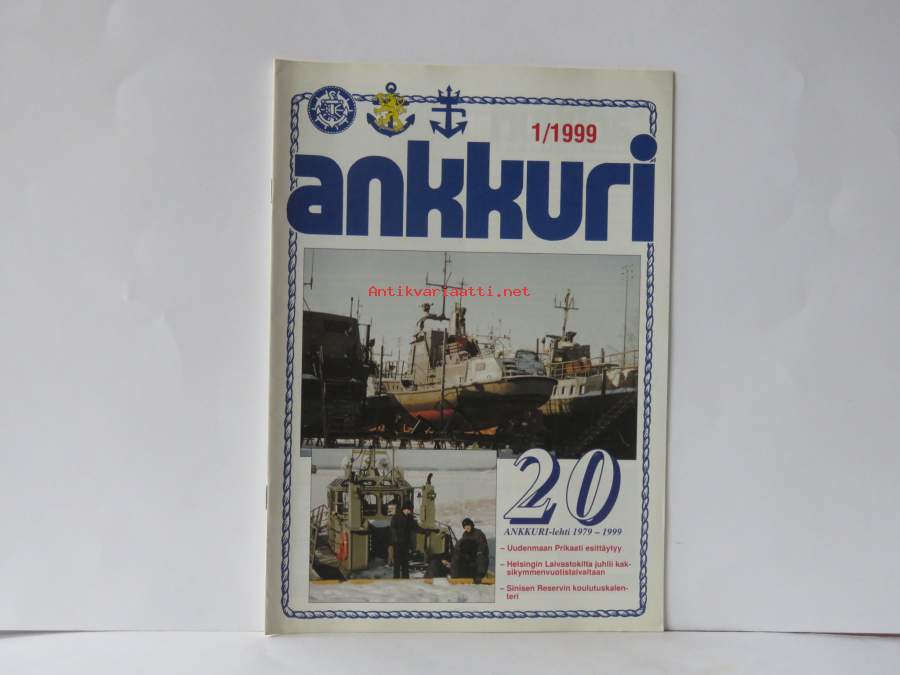 1/1999
ankkuri
Antikvariaatti.net
20
ANKKURI-lehti 1979 – 1999
– Uudenmaan Prikaati esittäytyy
– Helsingin Laivastokilta juhlii kak-
sikymmenvuotistaivaltaan
– Sinisen Reservin koulutuskalen-
teri